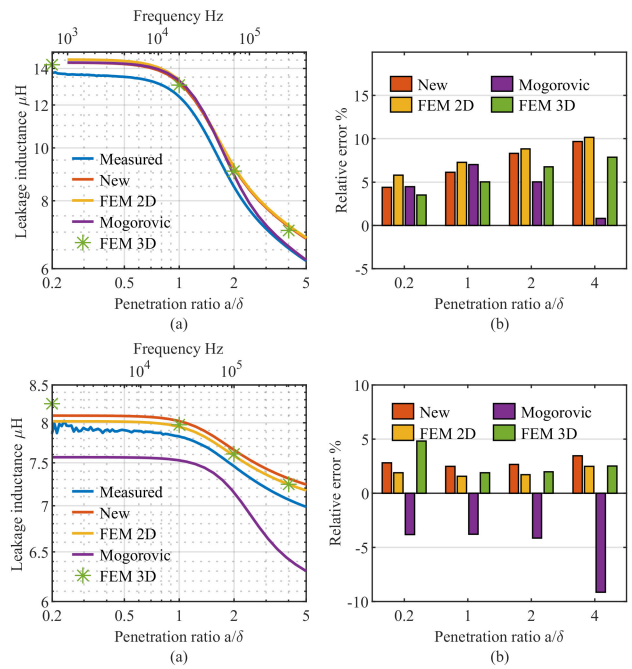 Frequency Hz
10³ 10⁴ 10⁵
14
12
10
8
6
Leakage inductance μH
Measured
New
FEM 2D
Mogorovic
FEM 3D
0.2 0.5 1 2 5
Penetration ratio a/δ
(a)
15
10
5
0
-5
Relative error %
New Mogorovic
FEM 2D FEM 3D
0.2 1 2 4
Penetration ratio a/δ
(b)
Frequency Hz
10⁴ 10⁵
8.5
8
7.5
7
6.5
6
Leakage inductance μH
Measured
New
FEM 2D
Mogorovic
FEM 3D
0.2 0.5 1 2 5
Penetration ratio a/δ
(a)
10
5
0
-5
-10
Relative error %
New Mogorovic
FEM 2D FEM 3D
0.2 1 2 4
Penetration ratio a/δ
(b)